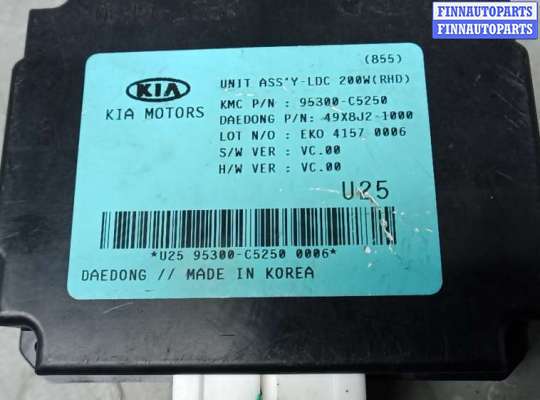 FINNAUTOPARTS
FINNAUTOPARTS
(855)
KIA
KIA MOTORS
UNIT ASS'Y-LDC 200W(RHD)
KMC P/N : 95300-C5250
DAEDONG P/N: 49X8J2-1000
LOT N/O : EKO 4157 0006
S/W VER : VC.00
H/W VER : VC.00
U25
*U25 95300-C5250 0006*
DAEDONG // MADE IN KOREA